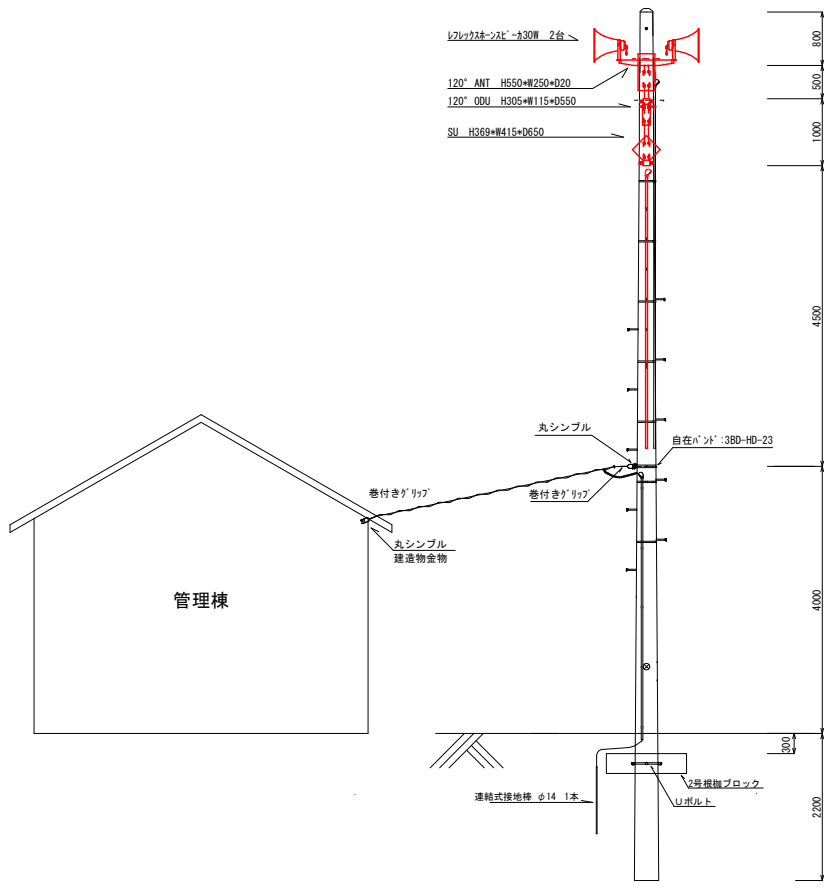 レフレックスホーンスピーカ30W 2台
120° ANT H550*W250*D20
120° ODU H305*W115*D550
SU H369*W415*D650
800
500
1000
4500
4000
300
2200
丸シンブル
自在バンド:3BD-HD-23
巻付きグリップ
巻付きグリップ
丸シンブル
建造物金物
管理棟
2号根枷ブロック
Uボルト
連結式接地棒 φ14 1本